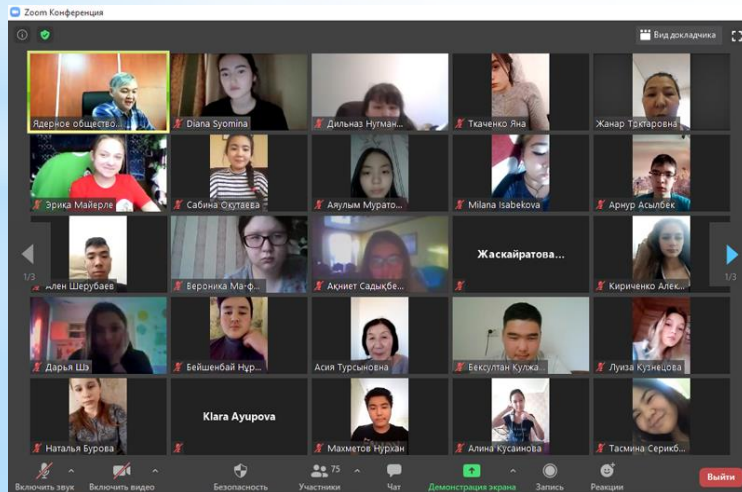 Zoom Конференция
Вид докладчика
Ядерное общество...
Diana Syomina
Дильназ Нугман...
Ткаченко Яна
Жанар Тоқтаровна
Эрика Майерле
Сабина Окутаева
Аяулым Мурато...
Milana Isabekova
Арнур Асылбек
Ален Шерубаев
Вероника Ма-ф...
Ақниет Садықбе...
Жаскайратова...
Кириченко Алек...
1/3
1/3
Дарья Шэ
Бейшенбай Нұр...
Асия Турсыновна
Бексултан Кулжа...
Луиза Кузнецова
Наталья Бурова
Klara Ayupova
Махметов Нурхан
Алина Кусаинова
Тасмина Серикб...
Включить звук
Включить видео
Безопасность
75
Участники
Чат
Демонстрация экрана
Запись
Реакции
Выйти